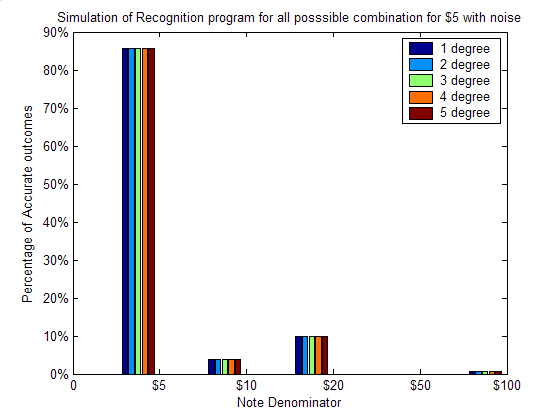 Simulation of Recognition program for all posssible combination for $5 with noise
90%
80%
70%
60%
50%
40%
30%
20%
10%
0%
Percentage of Accurate outcomes
1 degree
2 degree
3 degree
4 degree
5 degree
0 $5 $10 $20 $50 $100
Note Denominator